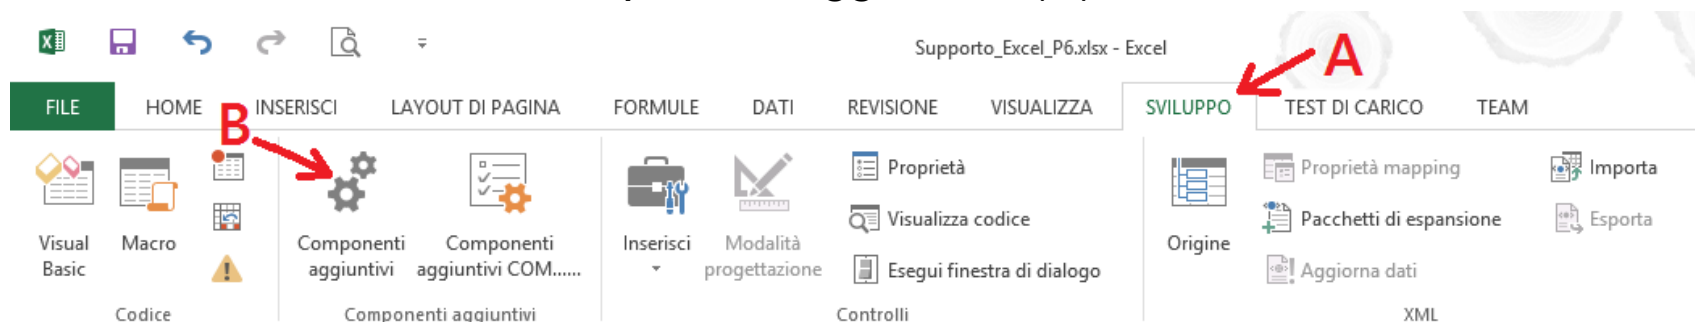 Supporto_Excel_P6.xlsx - Excel
A
FILE HOME INSERISCI LAYOUT DI PAGINA FORMULE DATI REVISIONE VISUALIZZA SVILUPPO TEST DI CARICO TEAM
B
Visual Basic
Macro
Componenti aggiuntivi
Componenti aggiuntivi COM......
Inserisci
Modalità progettazione
Proprietà
Visualizza codice
Esegui finestra di dialogo
Origine
Proprietà mapping
Pacchetti di espansione
Aggiorna dati
Importa
Esporta
Codice
Componenti aggiuntivi
Controlli
XML